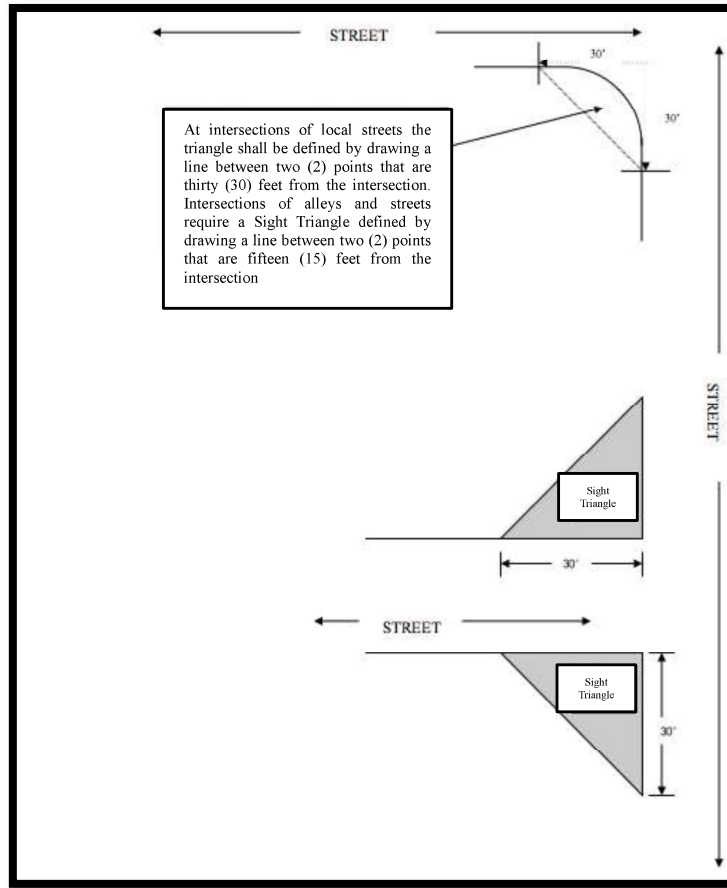 STREET
30'
30'
At intersections of local streets the
triangle shall be defined by drawing a
line between two (2) points that are
thirty (30) feet from the intersection.
Intersections of alleys and streets
require a Sight Triangle defined by
drawing a line between two (2) points
that are fifteen (15) feet from the
intersection
STREET
Sight
Triangle
30'
STREET
Sight
Triangle
30'